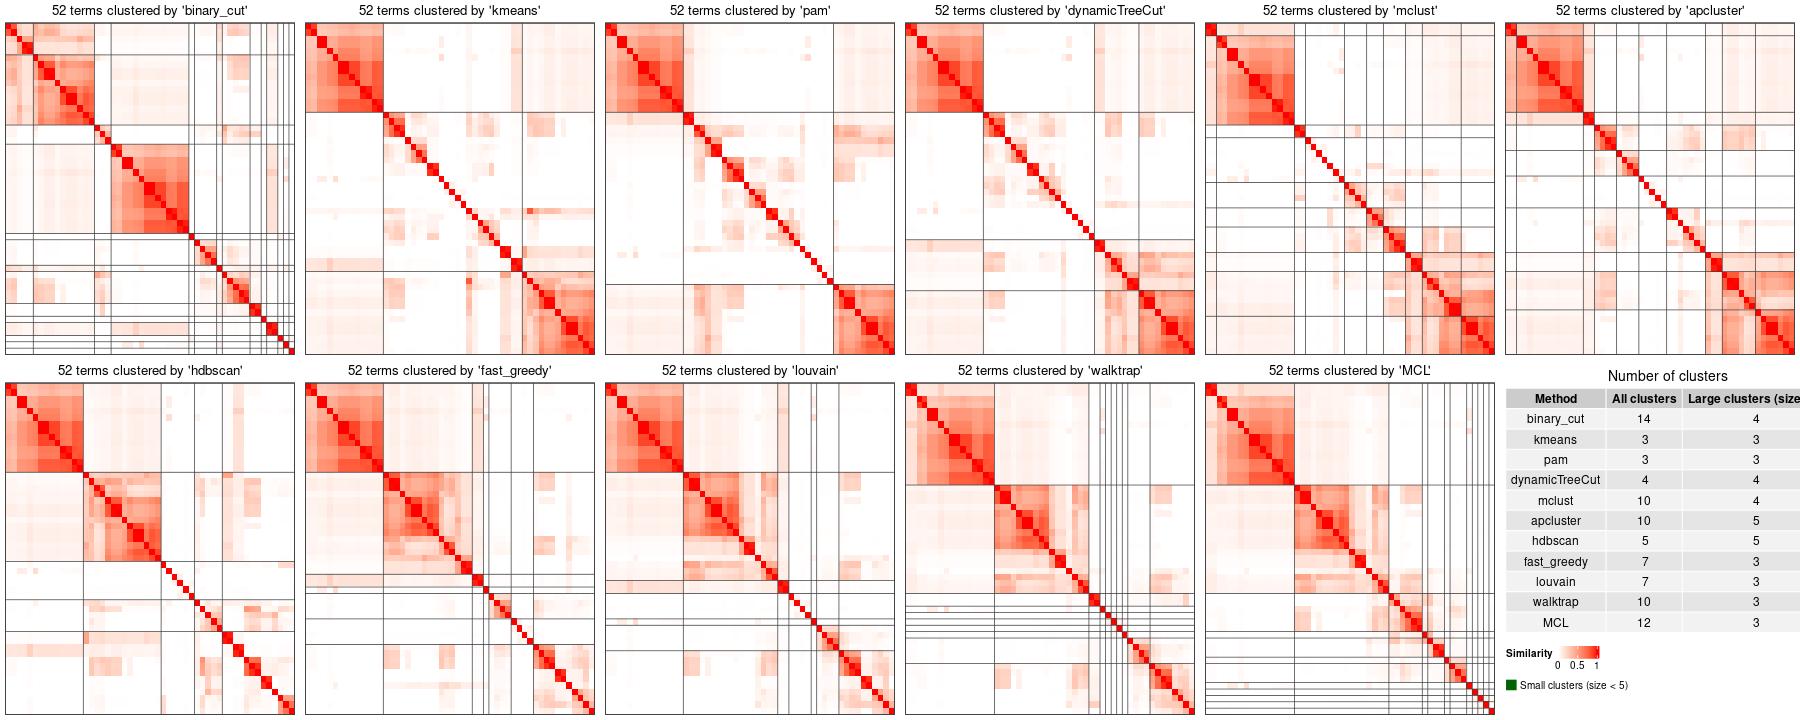 52 terms clustered by 'binary_cut'
52 terms clustered by 'kmeans'
52 terms clustered by 'pam'
52 terms clustered by 'dynamicTreeCut'
52 terms clustered by 'mclust'
52 terms clustered by 'apcluster'
52 terms clustered by 'hdbscan'
52 terms clustered by 'fast_greedy'
52 terms clustered by 'louvain'
52 terms clustered by 'walktrap'
52 terms clustered by 'MCL'
Number of clusters
Method All clusters Large clusters (size
binary_cut 14 4
kmeans 3 3
pam 3 3
dynamicTreeCut 4 4
mclust 10 4
apcluster 10 5
hdbscan 5 5
fast_greedy 7 3
louvain 7 3
walktrap 10 3
MCL 12 3
Similarity
0 0.5 1
Small clusters (size < 5)